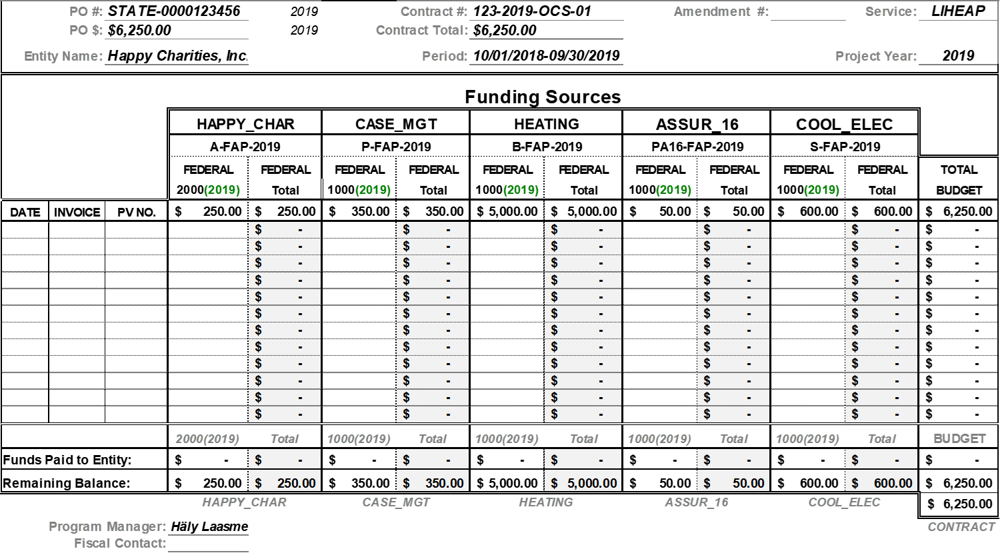 PO #: STATE-0000123456 2019 Contract #: 123-2019-OCS-01 Amendment #: Service: LIHEAP
PO $: $6,250.00 2019 Contract Total: $6,250.00
Entity Name: Happy Charities, Inc. Period: 10/01/2018-09/30/2019 Project Year: 2019
Funding Sources
HAPPY_CHAR CASE_MGT HEATING ASSUR_16 COOL_ELEC
A-FAP-2019 P-FAP-2019 B-FAP-2019 PA16-FAP-2019 S-FAP-2019
FEDERAL FEDERAL FEDERAL FEDERAL FEDERAL FEDERAL FEDERAL FEDERAL FEDERAL FEDERAL TOTAL
2000(2019) Total 1000(2019) Total 1000(2019) Total 1000(2019) Total 1000(2019) Total BUDGET
DATE INVOICE PV NO. $ 250.00 $ 250.00 $ 350.00 $ 350.00 $ 5,000.00 $ 5,000.00 $ 50.00 $ 50.00 $ 600.00 $ 600.00 $ 6,250.00
$ - $ - $ - $ - $ - $ -
$ - $ - $ - $ - $ - $ -
$ - $ - $ - $ - $ - $ -
$ - $ - $ - $ - $ - $ -
$ - $ - $ - $ - $ - $ -
$ - $ - $ - $ - $ - $ -
$ - $ - $ - $ - $ - $ -
$ - $ - $ - $ - $ - $ -
$ - $ - $ - $ - $ - $ -
$ - $ - $ - $ - $ - $ -
$ - $ - $ - $ - $ - $ -
$ - $ - $ - $ - $ - $ -
2000(2019) Total 1000(2019) Total 1000(2019) Total 1000(2019) Total 1000(2019) Total BUDGET
Funds Paid to Entity: $ - $ - $ - $ - $ - $ - $ - $ - $ - $ - $ -
Remaining Balance: $ 250.00 $ 250.00 $ 350.00 $ 350.00 $ 5,000.00 $ 5,000.00 $ 50.00 $ 50.00 $ 600.00 $ 600.00 $ 6,250.00
HAPPY_CHAR CASE_MGT HEATING ASSUR_16 COOL_ELEC $ 6,250.00
Program Manager: Häly Laasme CONTRACT
Fiscal Contact: